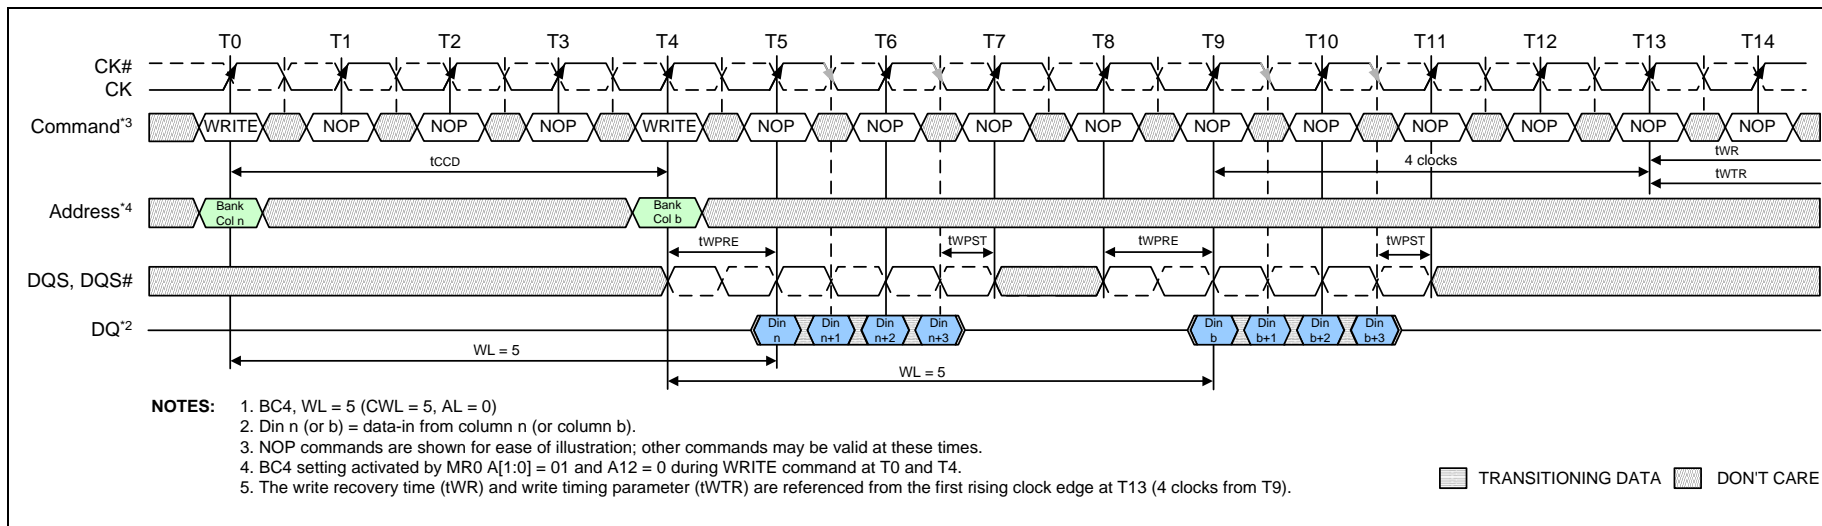 T0 T1 T2 T3 T4 T5 T6 T7 T8 T9 T10 T11 T12 T13 T14
CK#
CK
Command*3 WRITE NOP NOP NOP WRITE NOP NOP NOP NOP NOP NOP NOP NOP NOP NOP
tCCD 4 clocks tWR
tWTR
Address*4 Bank Col n Bank Col b
tWPRE tWPST tWPRE tWPST
DQS, DQS#
DQ*2 Din n Din n+1 Din n+2 Din n+3 Din b Din b+1 Din b+2 Din b+3
WL = 5
WL = 5
NOTES: 1. BC4, WL = 5 (CWL = 5, AL = 0)
2. Din n (or b) = data-in from column n (or column b).
3. NOP commands are shown for ease of illustration; other commands may be valid at these times.
4. BC4 setting activated by MR0 A[1:0] = 01 and A12 = 0 during WRITE command at T0 and T4.
5. The write recovery time (tWR) and write timing parameter (tWTR) are referenced from the first rising clock edge at T13 (4 clocks from T9).
TRANSITIONING DATA DON'T CARE